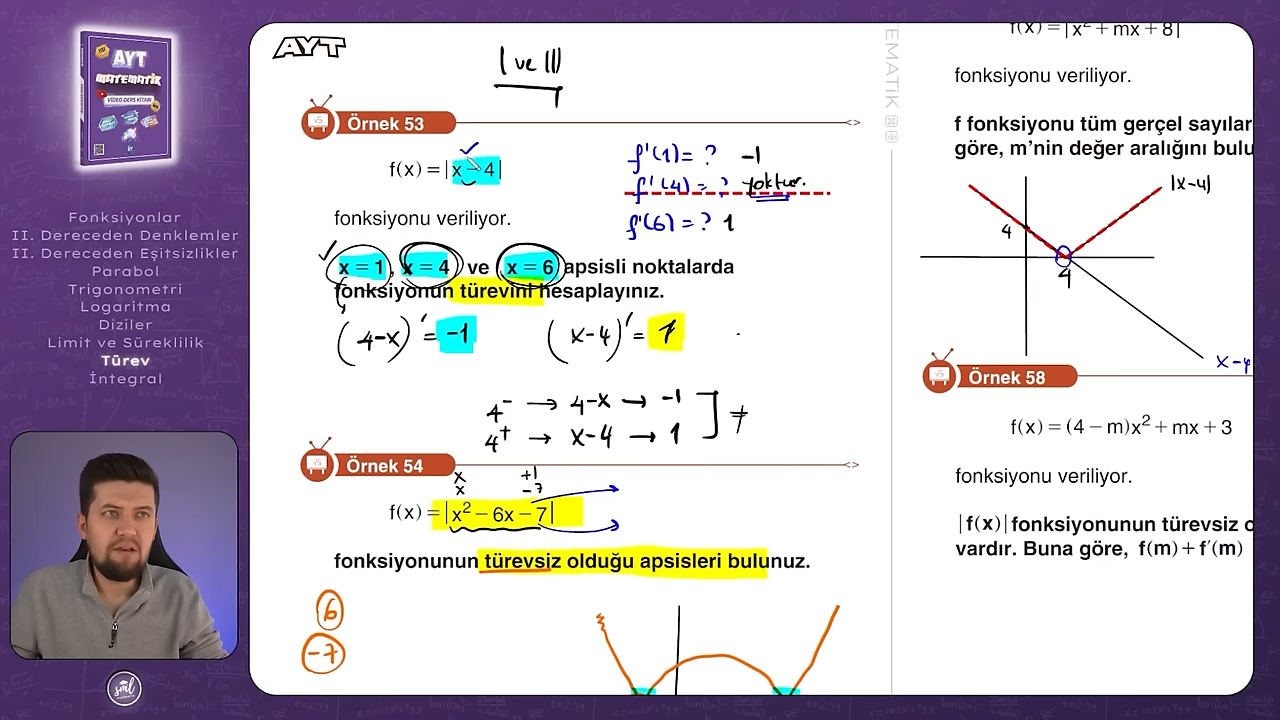 AYT
MATEMATİK
VİDEO DERS KİTABI
Fonksiyonlar
II. Dereceden Denklemler
II. Dereceden Eşitsizlikler
Parabol
Trigonometri
Logaritma
Diziler
Limit ve Süreklilik
Türev
İntegral
AYT
I ve III
Örnek 53
f(x) = |x − 4|
f'(1) = ? -1
f'(4) = ? yoktur.
f'(6) = ? 1
fonksiyonu veriliyor.
x = 1, x = 4 ve x = 6 apsisli noktalarda
fonksiyonun türevini hesaplayınız.
(4-x)' = -1 (x-4)' = 1
4⁻ → 4-x → -1
4⁺ → x-4 → 1
≠
Örnek 54
x +1
x -7
f(x) = |x² − 6x − 7|
fonksiyonunun türevsiz olduğu apsisleri bulunuz.
6
-7
EMATİK
f(x) = |x² + mx + 8|
fonksiyonu veriliyor.
f fonksiyonu tüm gerçel sayılar
göre, m'nin değer aralığını bulu
|x-4|
4
4
x-4
Örnek 58
f(x) = (4 − m)x² + mx + 3
fonksiyonu veriliyor.
|f(x)| fonksiyonunun türevsiz o
vardır. Buna göre, f(m) + f'(m)